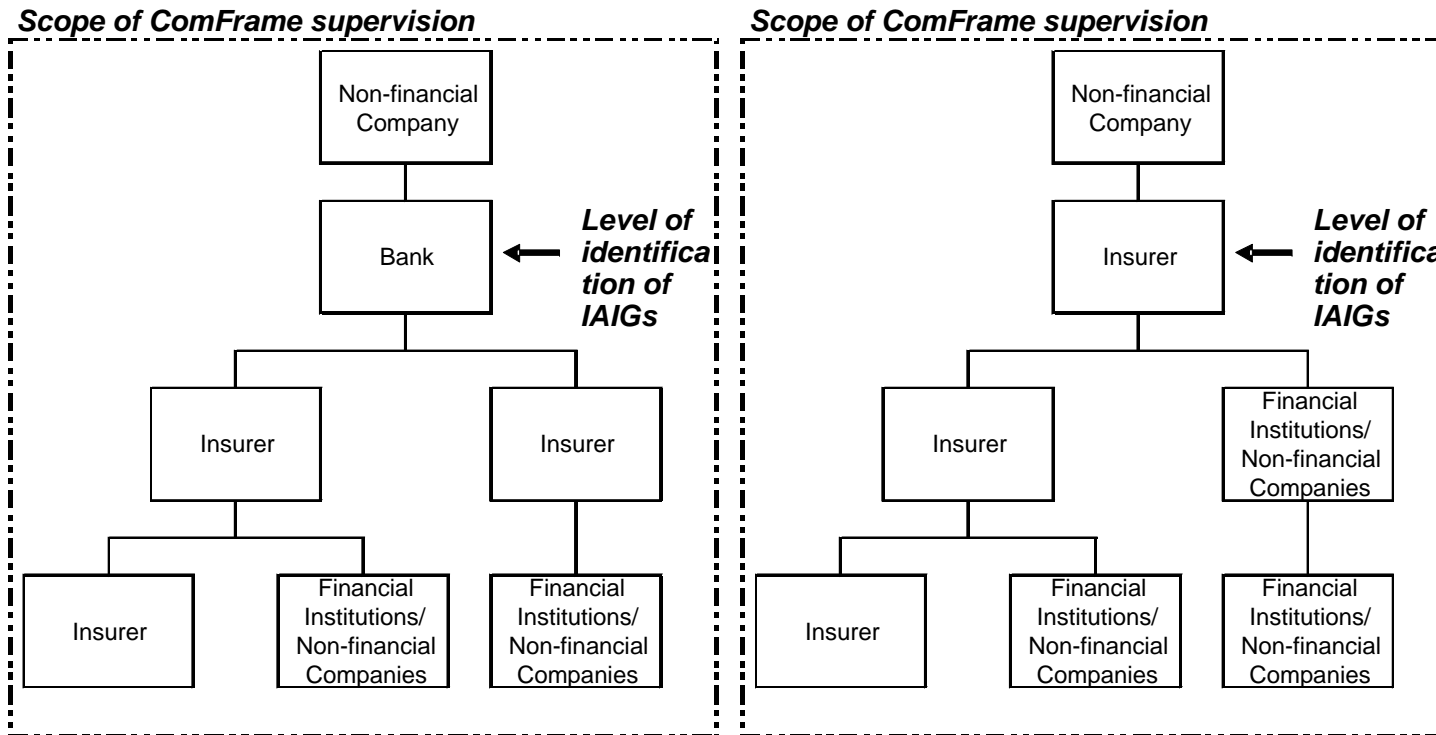 Scope of ComFrame supervision
Non-financial
Company
Bank
Level of
identifica
tion of
IAIGs
Insurer
Insurer
Insurer
Financial
Institutions/
Non-financial
Companies
Financial
Institutions/
Non-financial
Companies
Scope of ComFrame supervision
Non-financial
Company
Insurer
Level of
identifica
tion of
IAIGs
Insurer
Financial
Institutions/
Non-financial
Companies
Insurer
Financial
Institutions/
Non-financial
Companies
Financial
Institutions/
Non-financial
Companies